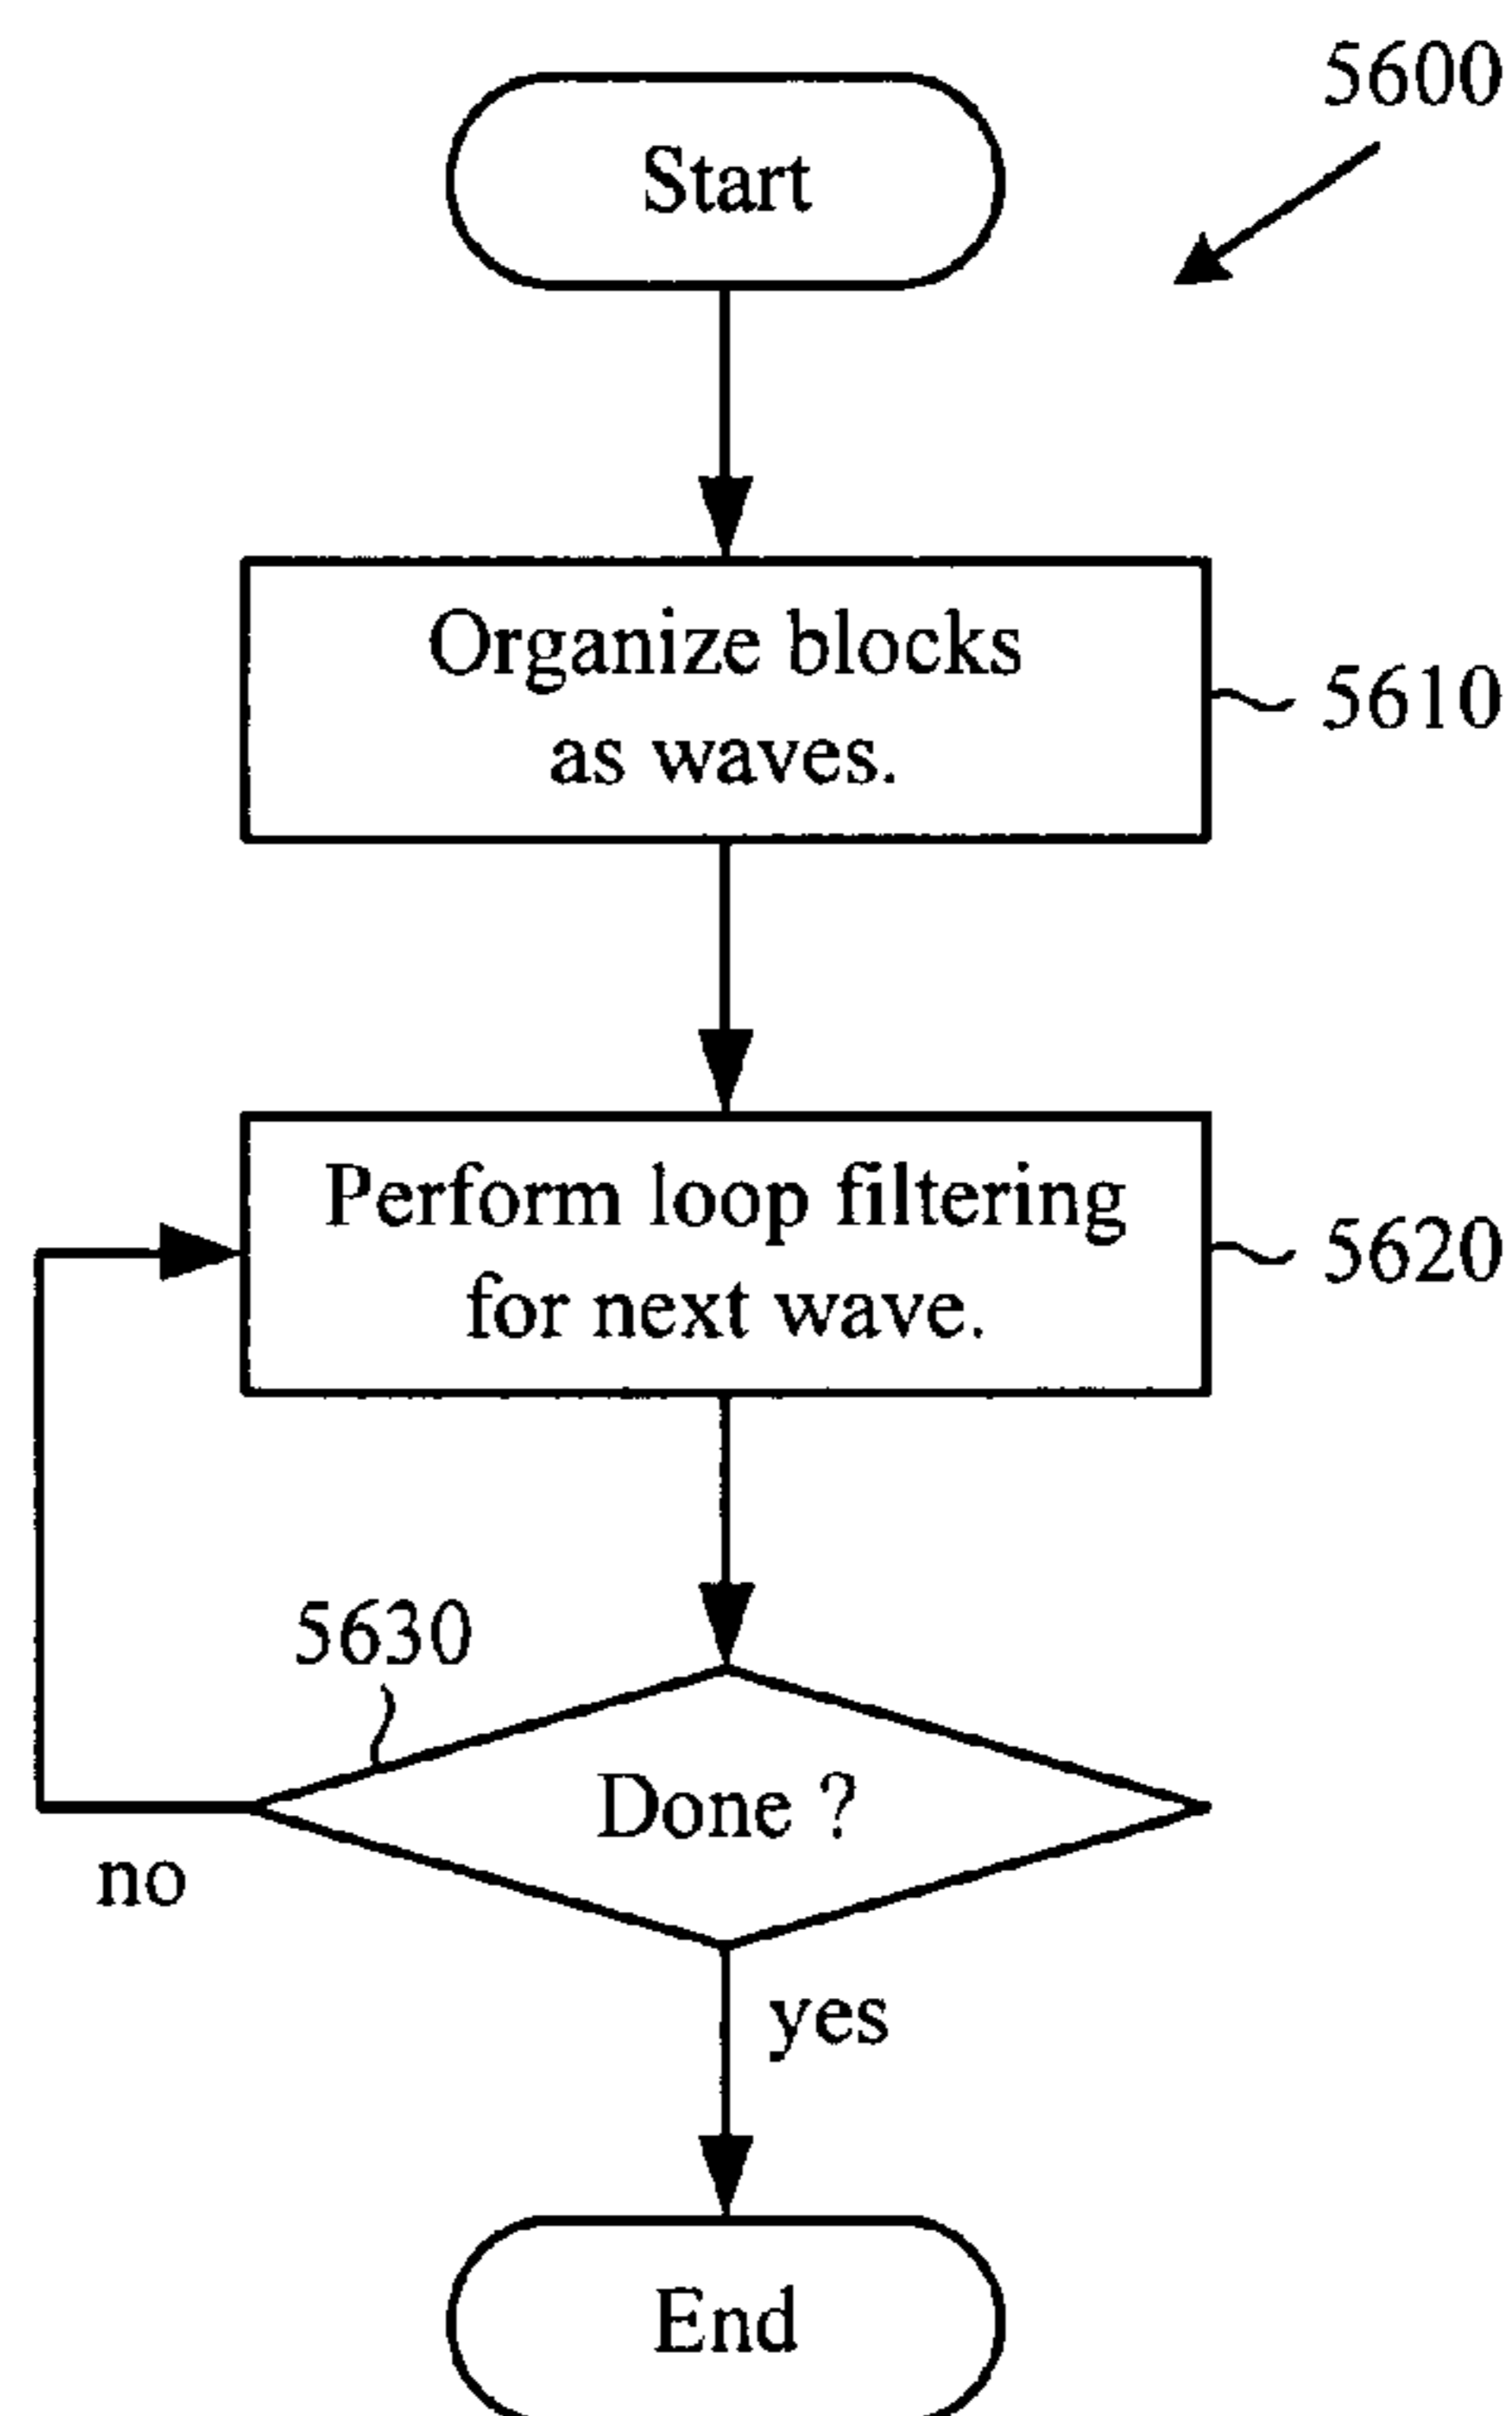 5600
Start
Organize blocks
as waves.
5610
Perform loop filtering
for next wave.
5620
5630
Done ?
no
yes
End